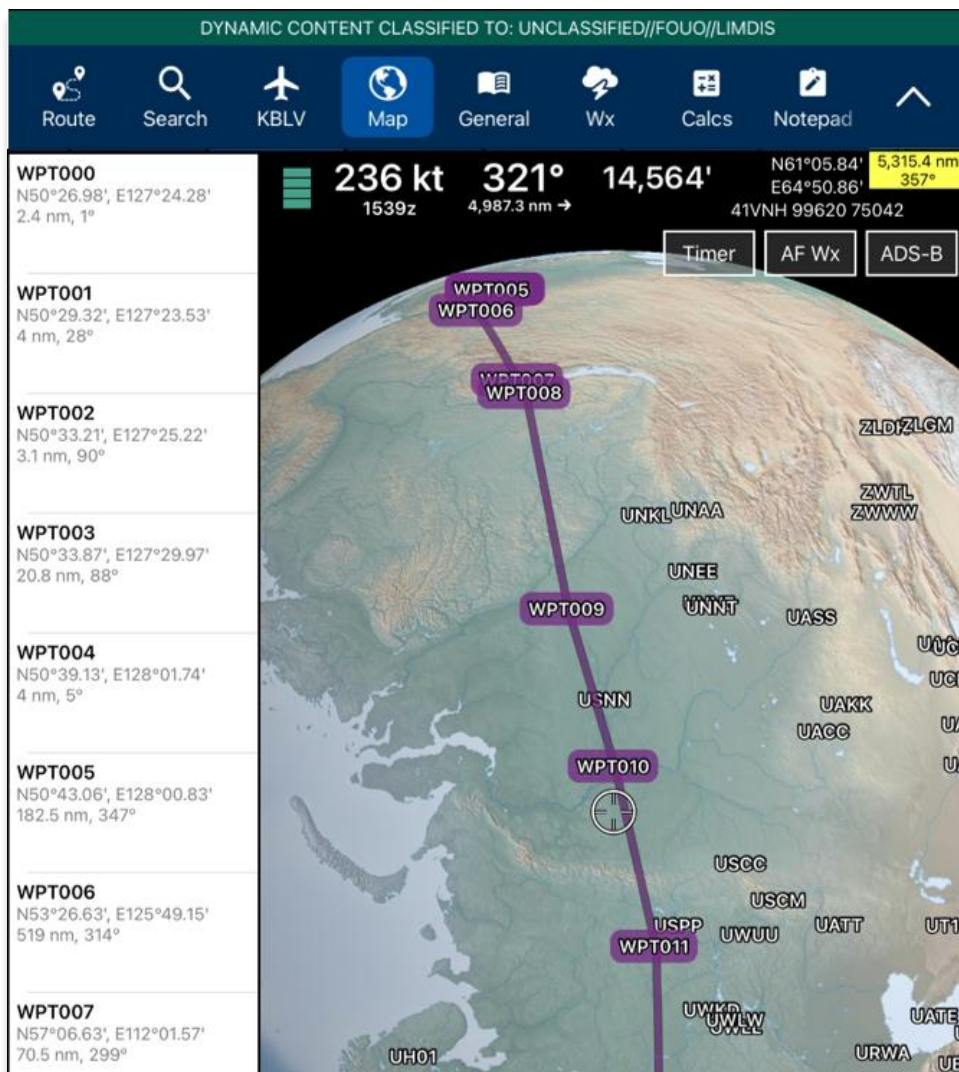 DYNAMIC CONTENT CLASSIFIED TO: UNCLASSIFIED//FOUO//LIMDIS
Route
Search
KBLV
Map
General
Wx
Calcs
Notepad
WPT000
N50°26.98', E127°24.28'
2.4 nm, 1°
WPT001
N50°29.32', E127°23.53'
4 nm, 28°
WPT002
N50°33.21', E127°25.22'
3.1 nm, 90°
WPT003
N50°33.87', E127°29.97'
20.8 nm, 88°
WPT004
N50°39.13', E128°01.74'
4 nm, 5°
WPT005
N50°43.06', E128°00.83'
182.5 nm, 347°
WPT006
N53°26.63', E125°49.15'
519 nm, 314°
WPT007
N57°06.63', E112°01.57'
70.5 nm, 299°
236 kt
1539z
321°
4,987.3 nm →
14,564'
N61°05.84'
E64°50.86'
41VNH 99620 75042
5,315.4 nm
357°
Timer
AF Wx
ADS-B
WPT005
WPT006
WPT007
WPT008
ZLGM
ZWTL
ZWWW
UNKL
UNAA
UNEE
UNNT
WPT009
UASS
USNN
UAKK
UACC
WPT010
USCC
USCM
USPP
UWUU
UATT
UT1
WPT011
UWKD
UWLW
UATE
UH01
URWA